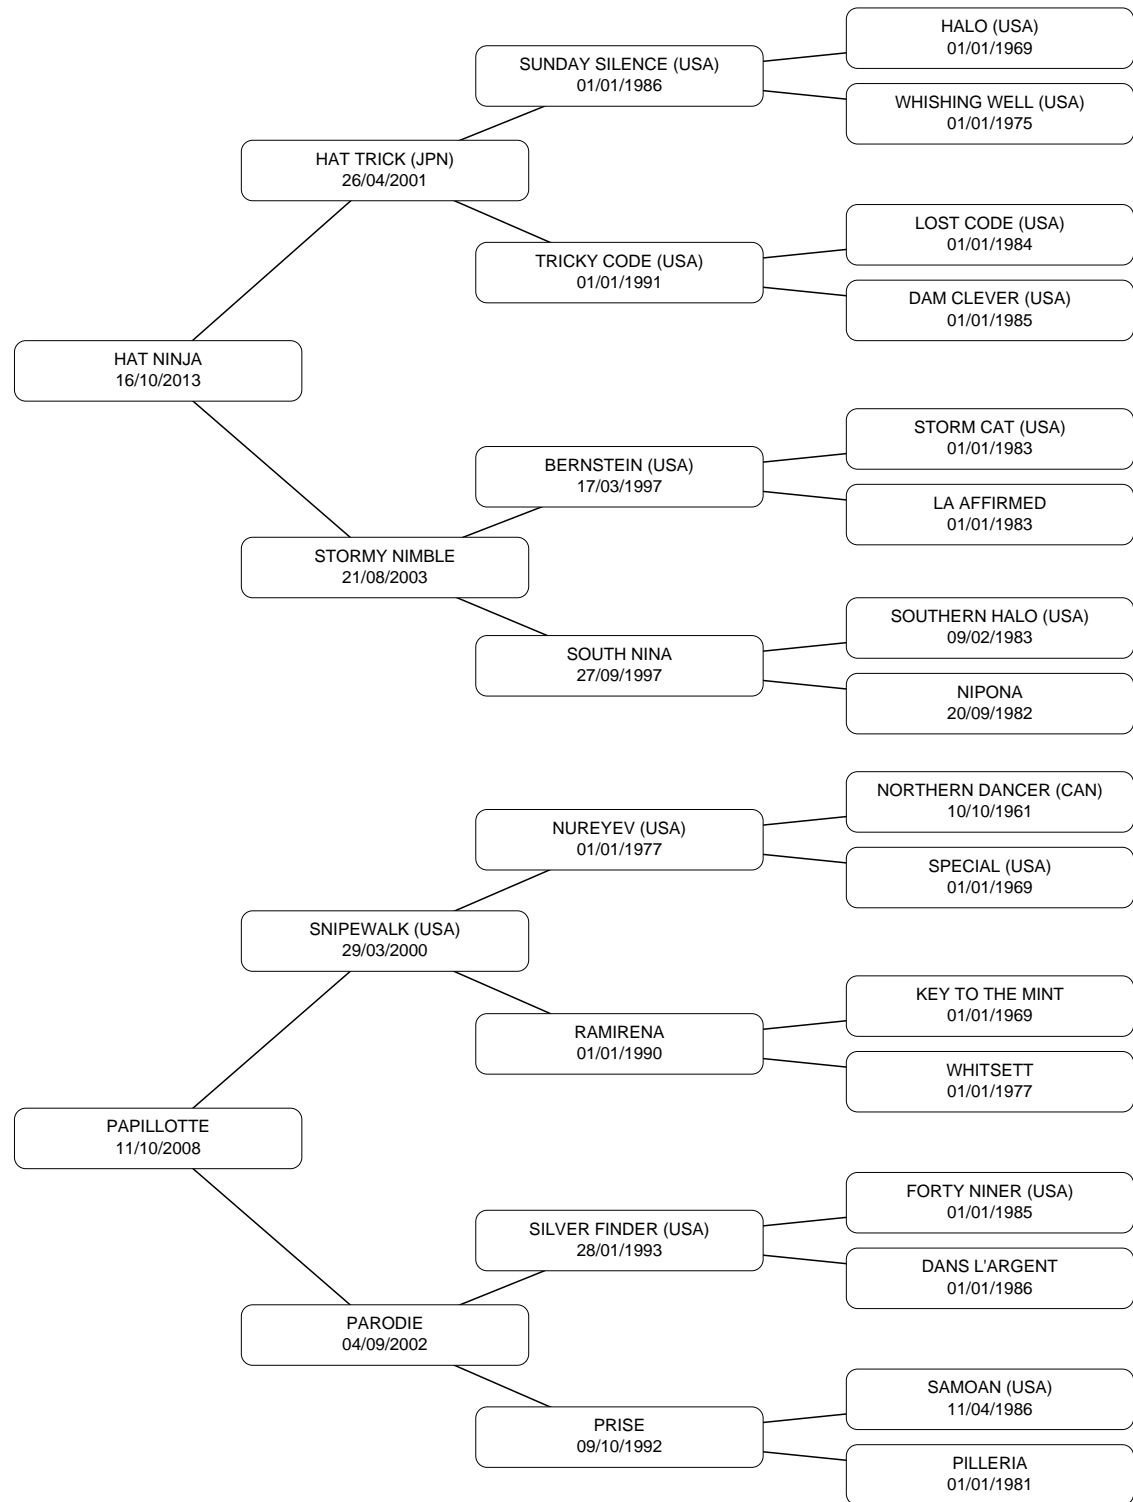 HALO (USA)
01/01/1969
SUNDAY SILENCE (USA)
01/01/1986
WHISHING WELL (USA)
01/01/1975
HAT TRICK (JPN)
26/04/2001
LOST CODE (USA)
01/01/1984
TRICKY CODE (USA)
01/01/1991
DAM CLEVER (USA)
01/01/1985
HAT NINJA
16/10/2013
STORM CAT (USA)
01/01/1983
BERNSTEIN (USA)
17/03/1997
LA AFFIRMED
01/01/1983
STORMY NIMBLE
21/08/2003
SOUTHERN HALO (USA)
09/02/1983
SOUTH NINA
27/09/1997
NIPONA
20/09/1982
NORTHERN DANCER (CAN)
10/10/1961
NUREYEV (USA)
01/01/1977
SPECIAL (USA)
01/01/1969
SNIPEWALK (USA)
29/03/2000
KEY TO THE MINT
01/01/1969
RAMIRENA
01/01/1990
WHITSETT
01/01/1977
PAPILLOTTE
11/10/2008
FORTY NINER (USA)
01/01/1985
SILVER FINDER (USA)
28/01/1993
DANS L'ARGENT
01/01/1986
PARODIE
04/09/2002
SAMOAN (USA)
11/04/1986
PRISE
09/10/1992
PILLERIA
01/01/1981